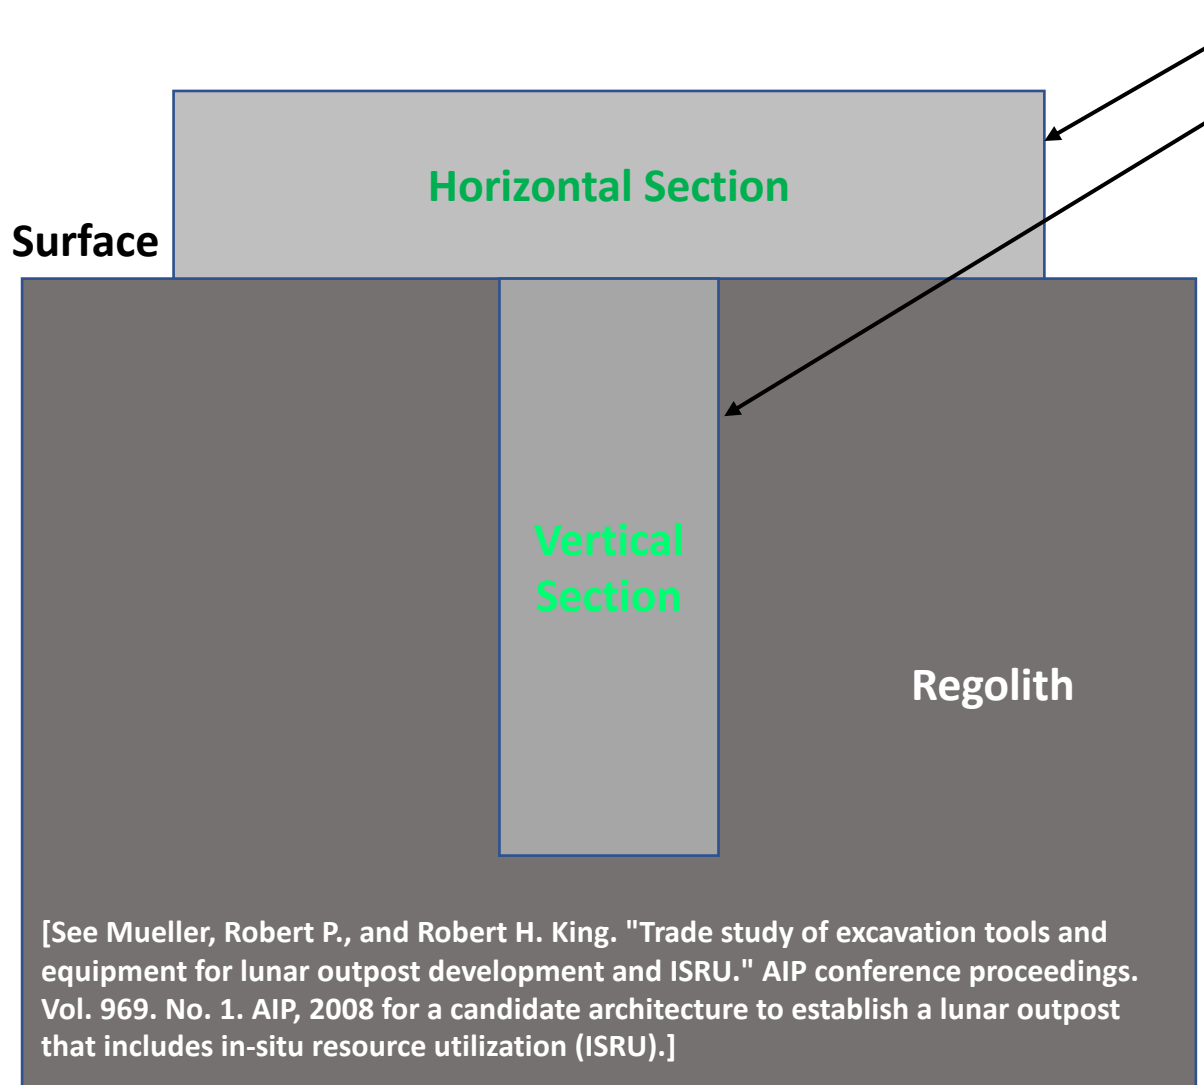 Horizontal Section
Surface
Vertical
Section
Regolith
[See Mueller, Robert P., and Robert H. King. "Trade study of excavation tools and
equipment for lunar outpost development and ISRU." AIP conference proceedings.
Vol. 969. No. 1. AIP, 2008 for a candidate architecture to establish a lunar outpost
that includes in-situ resource utilization (ISRU).]